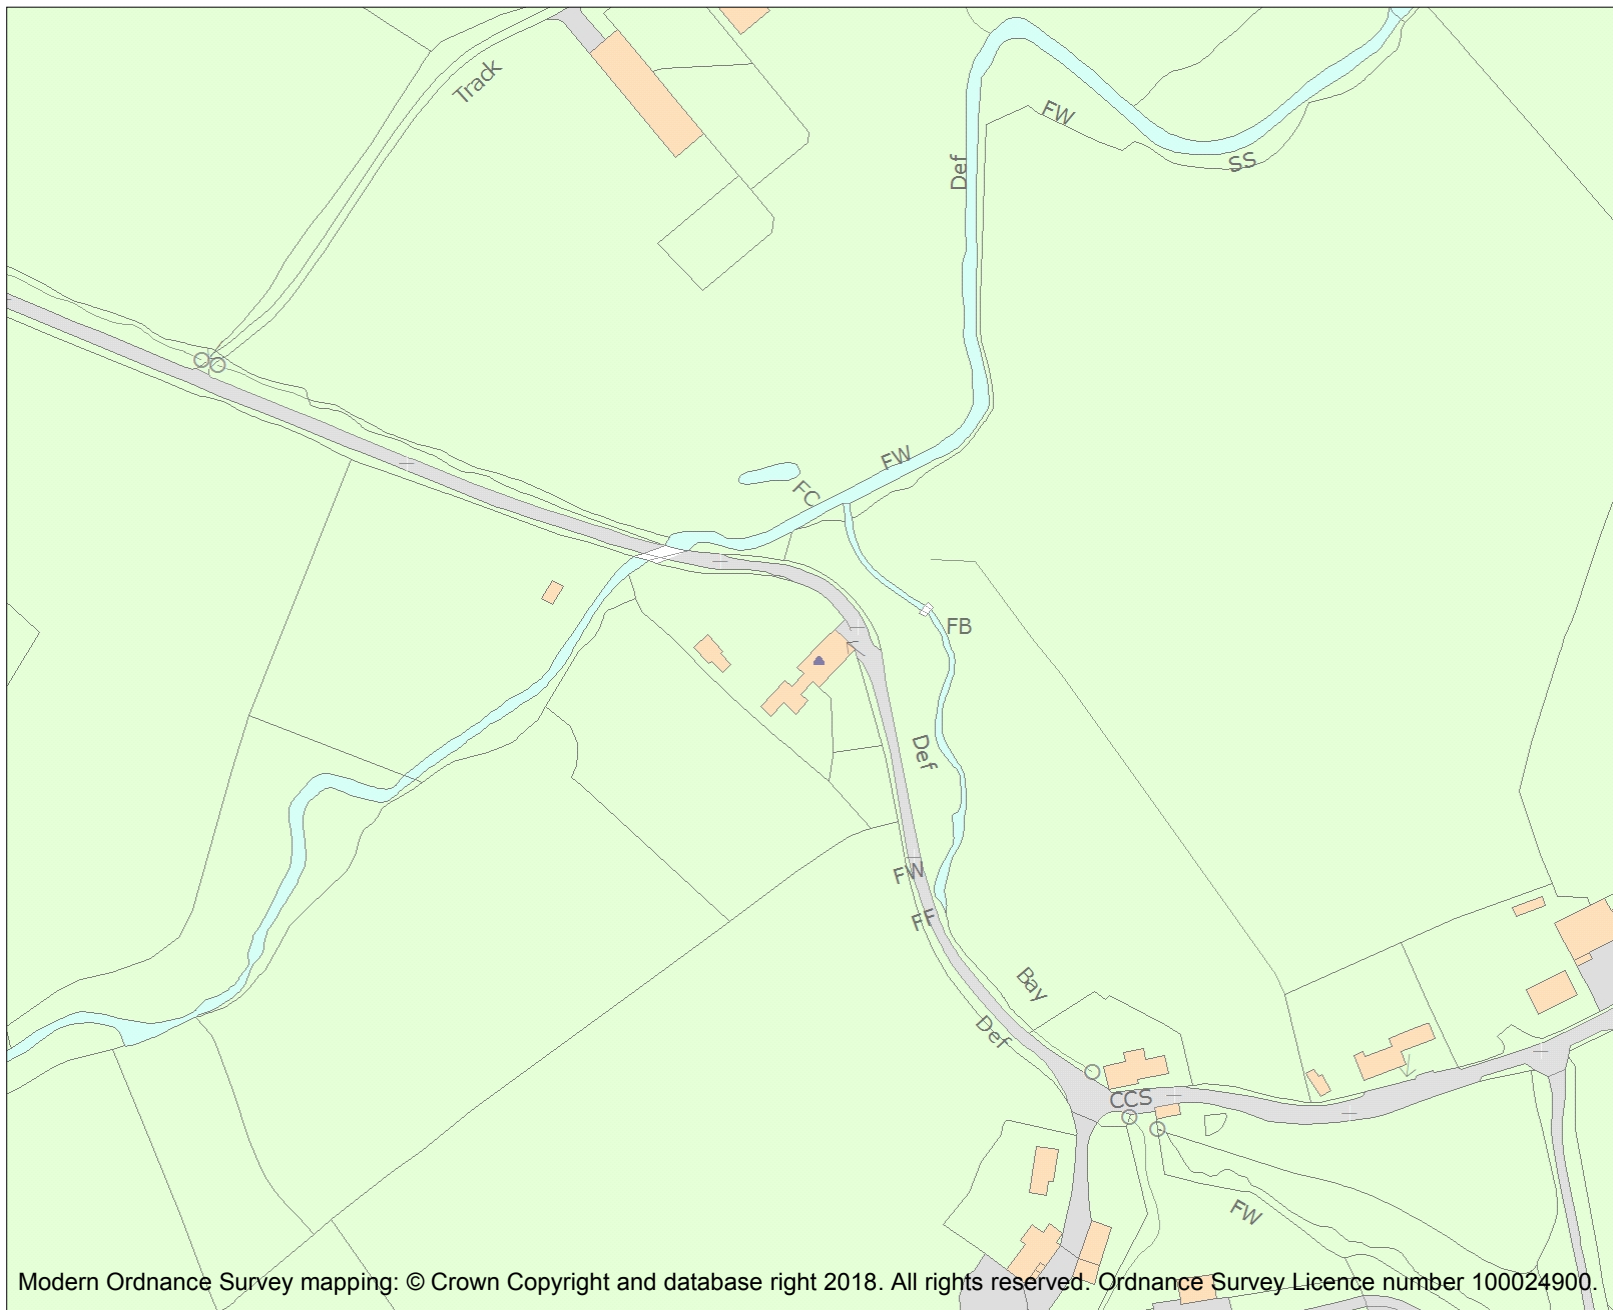 Track
FW
Def
SS
FW
FC
FB
Def
FW
FF
Bay
Def
CCS
FW
Modern Ordnance Survey mapping: © Crown Copyright and database right 2018. All rights reserved. Ordnance Survey Licence number 100024900.